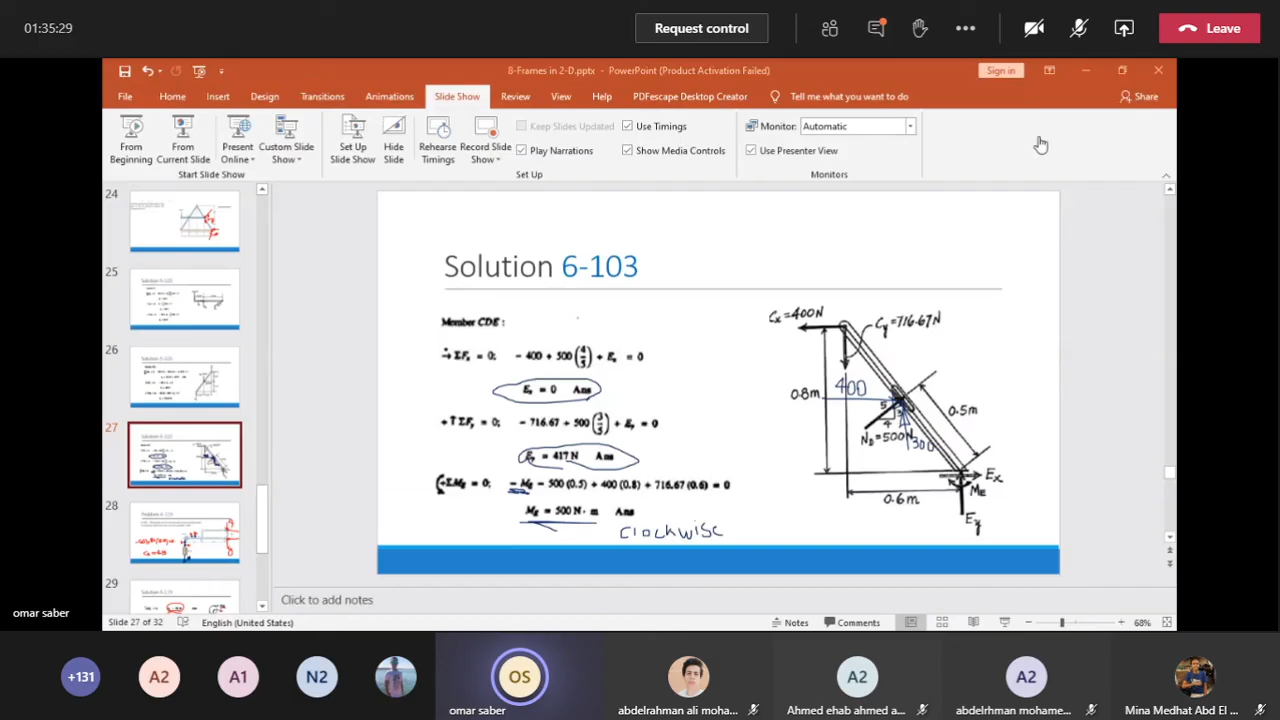 01:35:29
Request control
Leave
8-Frames in 2-D.pptx - PowerPoint (Product Activation Failed)
Sign in
File Home Insert Design Transitions Animations Slide Show Review View Help PDFescape Desktop Creator Tell me what you want to do Share
From Beginning
From Current Slide
Present Online
Custom Slide Show
Set Up Slide Show
Hide Slide
Rehearse Timings
Record Slide Show
Keep Slides Updated
Play Narrations
Use Timings
Show Media Controls
Monitor: Automatic
Use Presenter View
Start Slide Show
Set Up
Monitors
24
25
26
27
28
29
Solution 6-103
Member CDE :
ΣFx = 0; - 400 + 500 (4/5) + Ex = 0
Ex = 0 Ans
+↑ΣFy = 0; - 716.67 + 500 (3/5) + Ey = 0
Ey = 417 N Ans
+ΣME = 0; - ME - 500 (0.5) + 400 (0.8) + 716.67 (0.6) = 0
ME = 500 N· m Ans
clockwise
Cx=400N
Cy=716.67N
400
0.8m
5
4
3
0.5m
ND=500N
300
Ex
ME
0.6m
Ey
Click to add notes
omar saber
Slide 27 of 32
English (United States)
Notes
Comments
68%
+131
A2
A1
N2
OS
A2
A2
omar saber
abdelrahman ali moha...
Ahmed ehab ahmed a...
abdelrhman mohame...
Mina Medhat Abd El ...